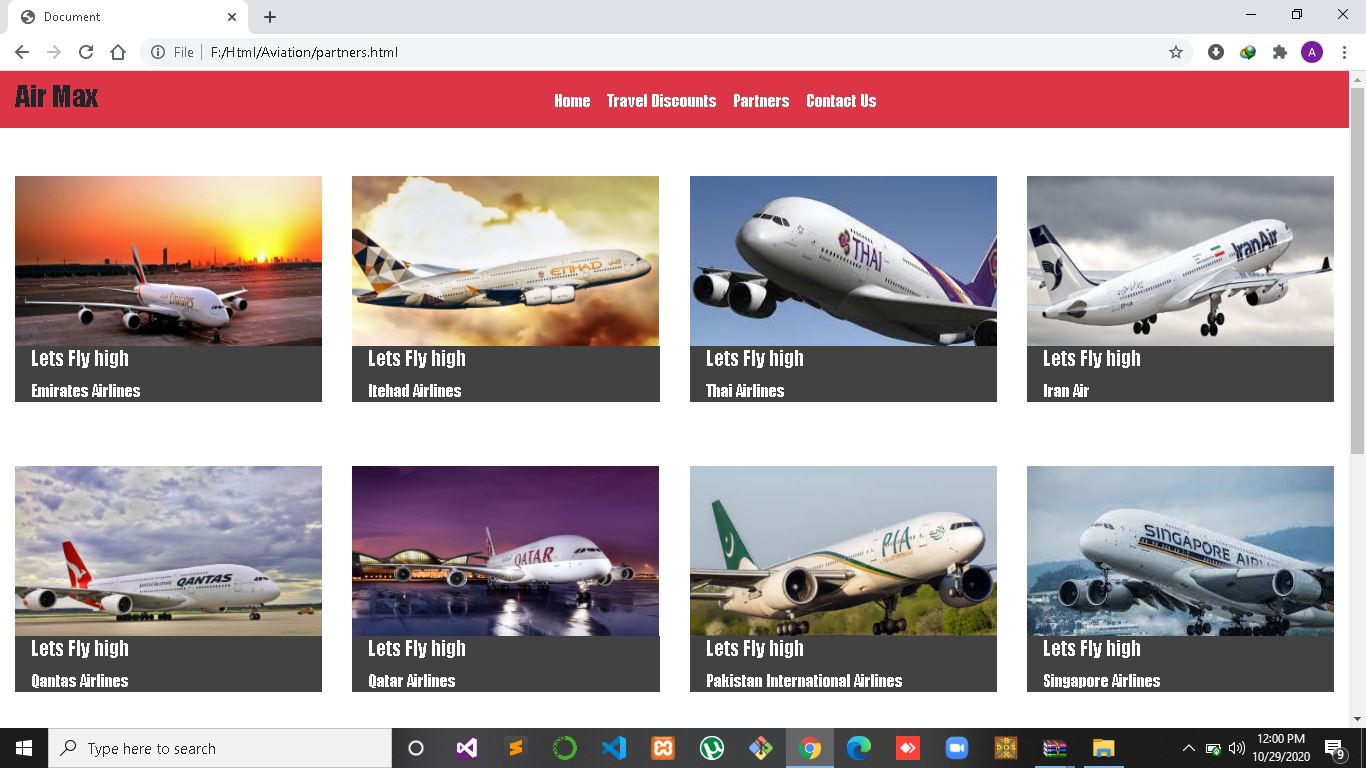 Document
File
F:/Html/Aviation/partners.html
A
Air Max
Home Travel Discounts Partners Contact Us
Emirates
ETIHAD
THAI
IranAir
Lets Fly high
Emirates Airlines
Lets Fly high
Itehad Airlines
Lets Fly high
Thai Airlines
Lets Fly high
Iran Air
QANTAS
QATAR
PIA
SINGAPORE AIRL
Lets Fly high
Qantas Airlines
Lets Fly high
Qatar Airlines
Lets Fly high
Pakistan International Airlines
Lets Fly high
Singapore Airlines
Type here to search
12:00 PM
10/29/2020
9